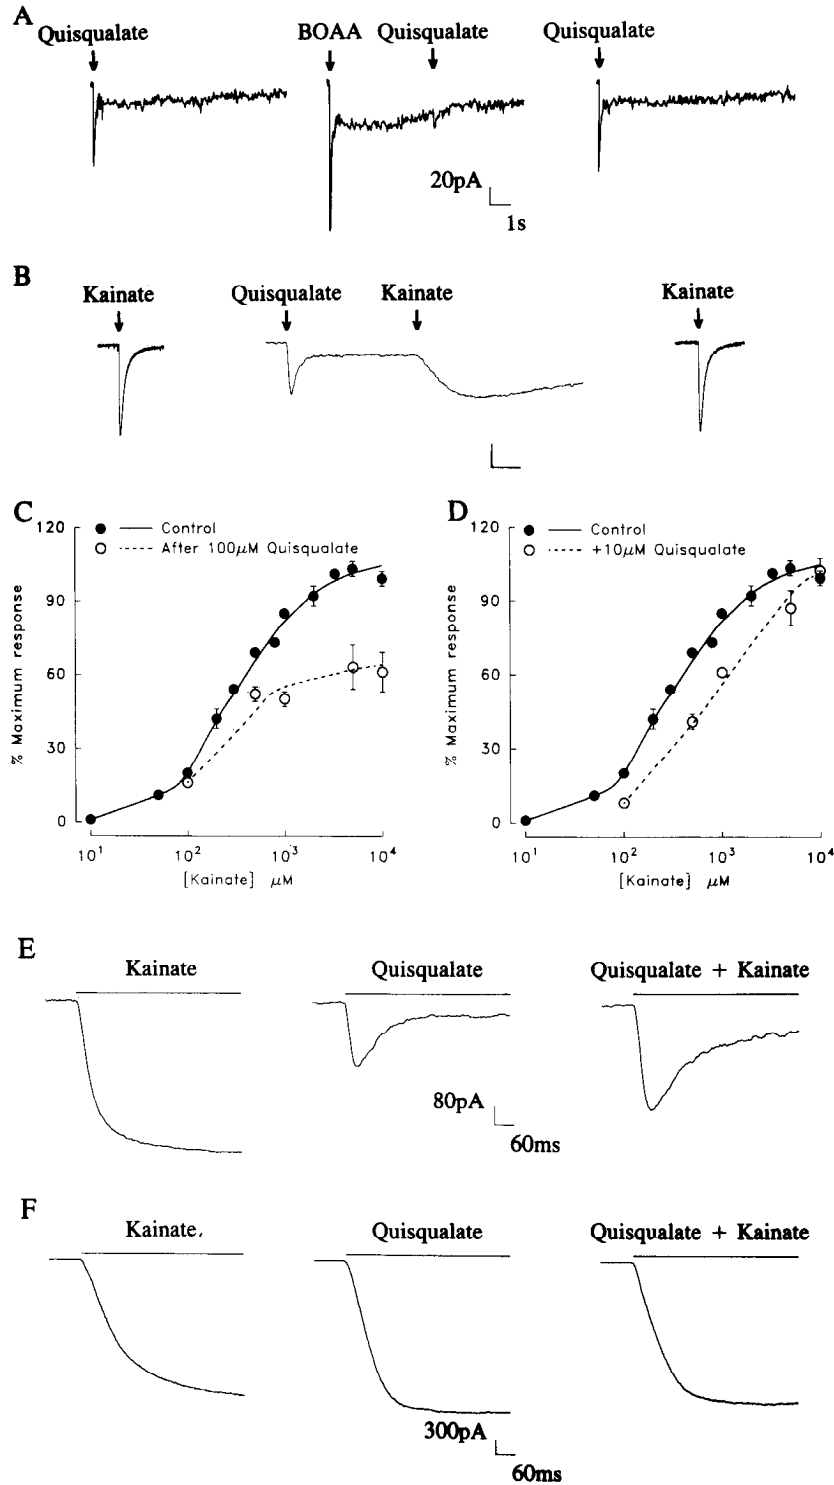 A
Quisqualate
BOAA Quisqualate
Quisqualate
20pA
1s
B
Kainate
Quisqualate Kainate
Kainate
C
120
90
60
30
0
% Maximum response
Control
After 100μM Quisqualate
10¹ 10² 10³ 10⁴
[Kainate] μM
D
120
90
60
30
0
% Maximum response
Control
+10μM Quisqualate
10¹ 10² 10³ 10⁴
[Kainate] μM
E
Kainate
Quisqualate
Quisqualate + Kainate
80pA
60ms
F
Kainate.
Quisqualate
Quisqualate + Kainate
300pA
60ms